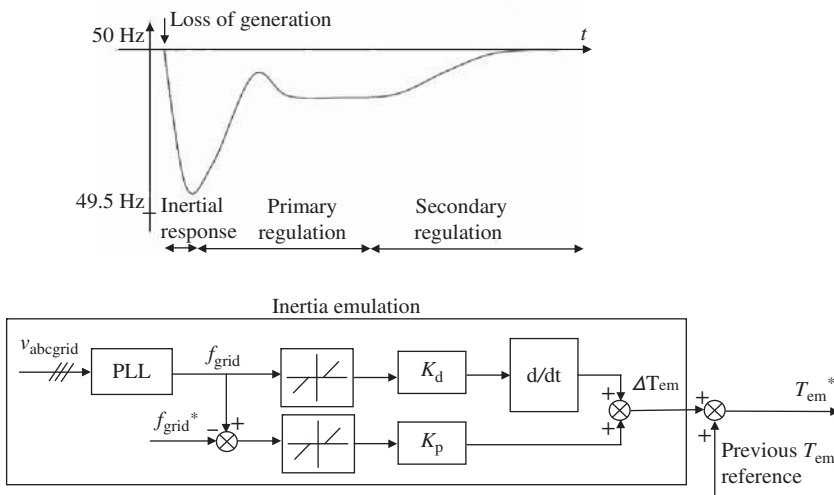 Loss of generation
50 Hz
t
49.5 Hz
Inertial
response
Primary
regulation
Secondary
regulation
Inertia emulation
vabcgrid
PLL
fgrid
Kd
d/dt
ΔTem
+
+
+
+
Tem*
fgrid*
−
+
Kp
Previous Tem
reference